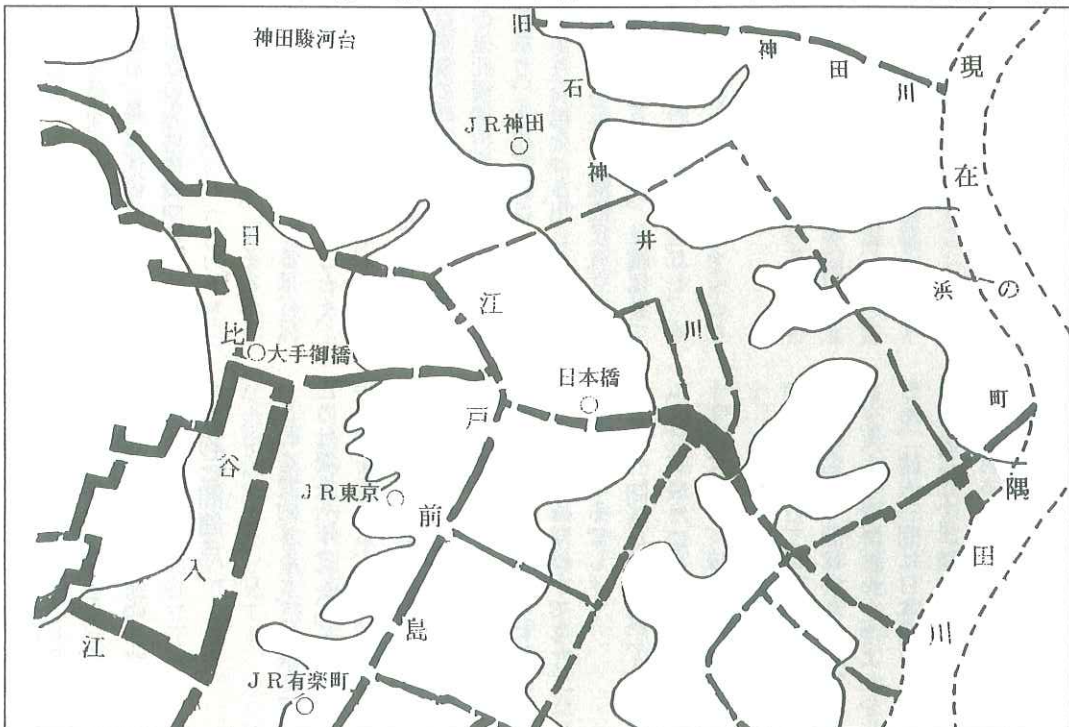 神田駿河台
旧石神井川
神田川
現在の隅田川
JR神田
日比谷入江
江戸前島
浜町
大手御橋
日本橋
JR東京
JR有楽町